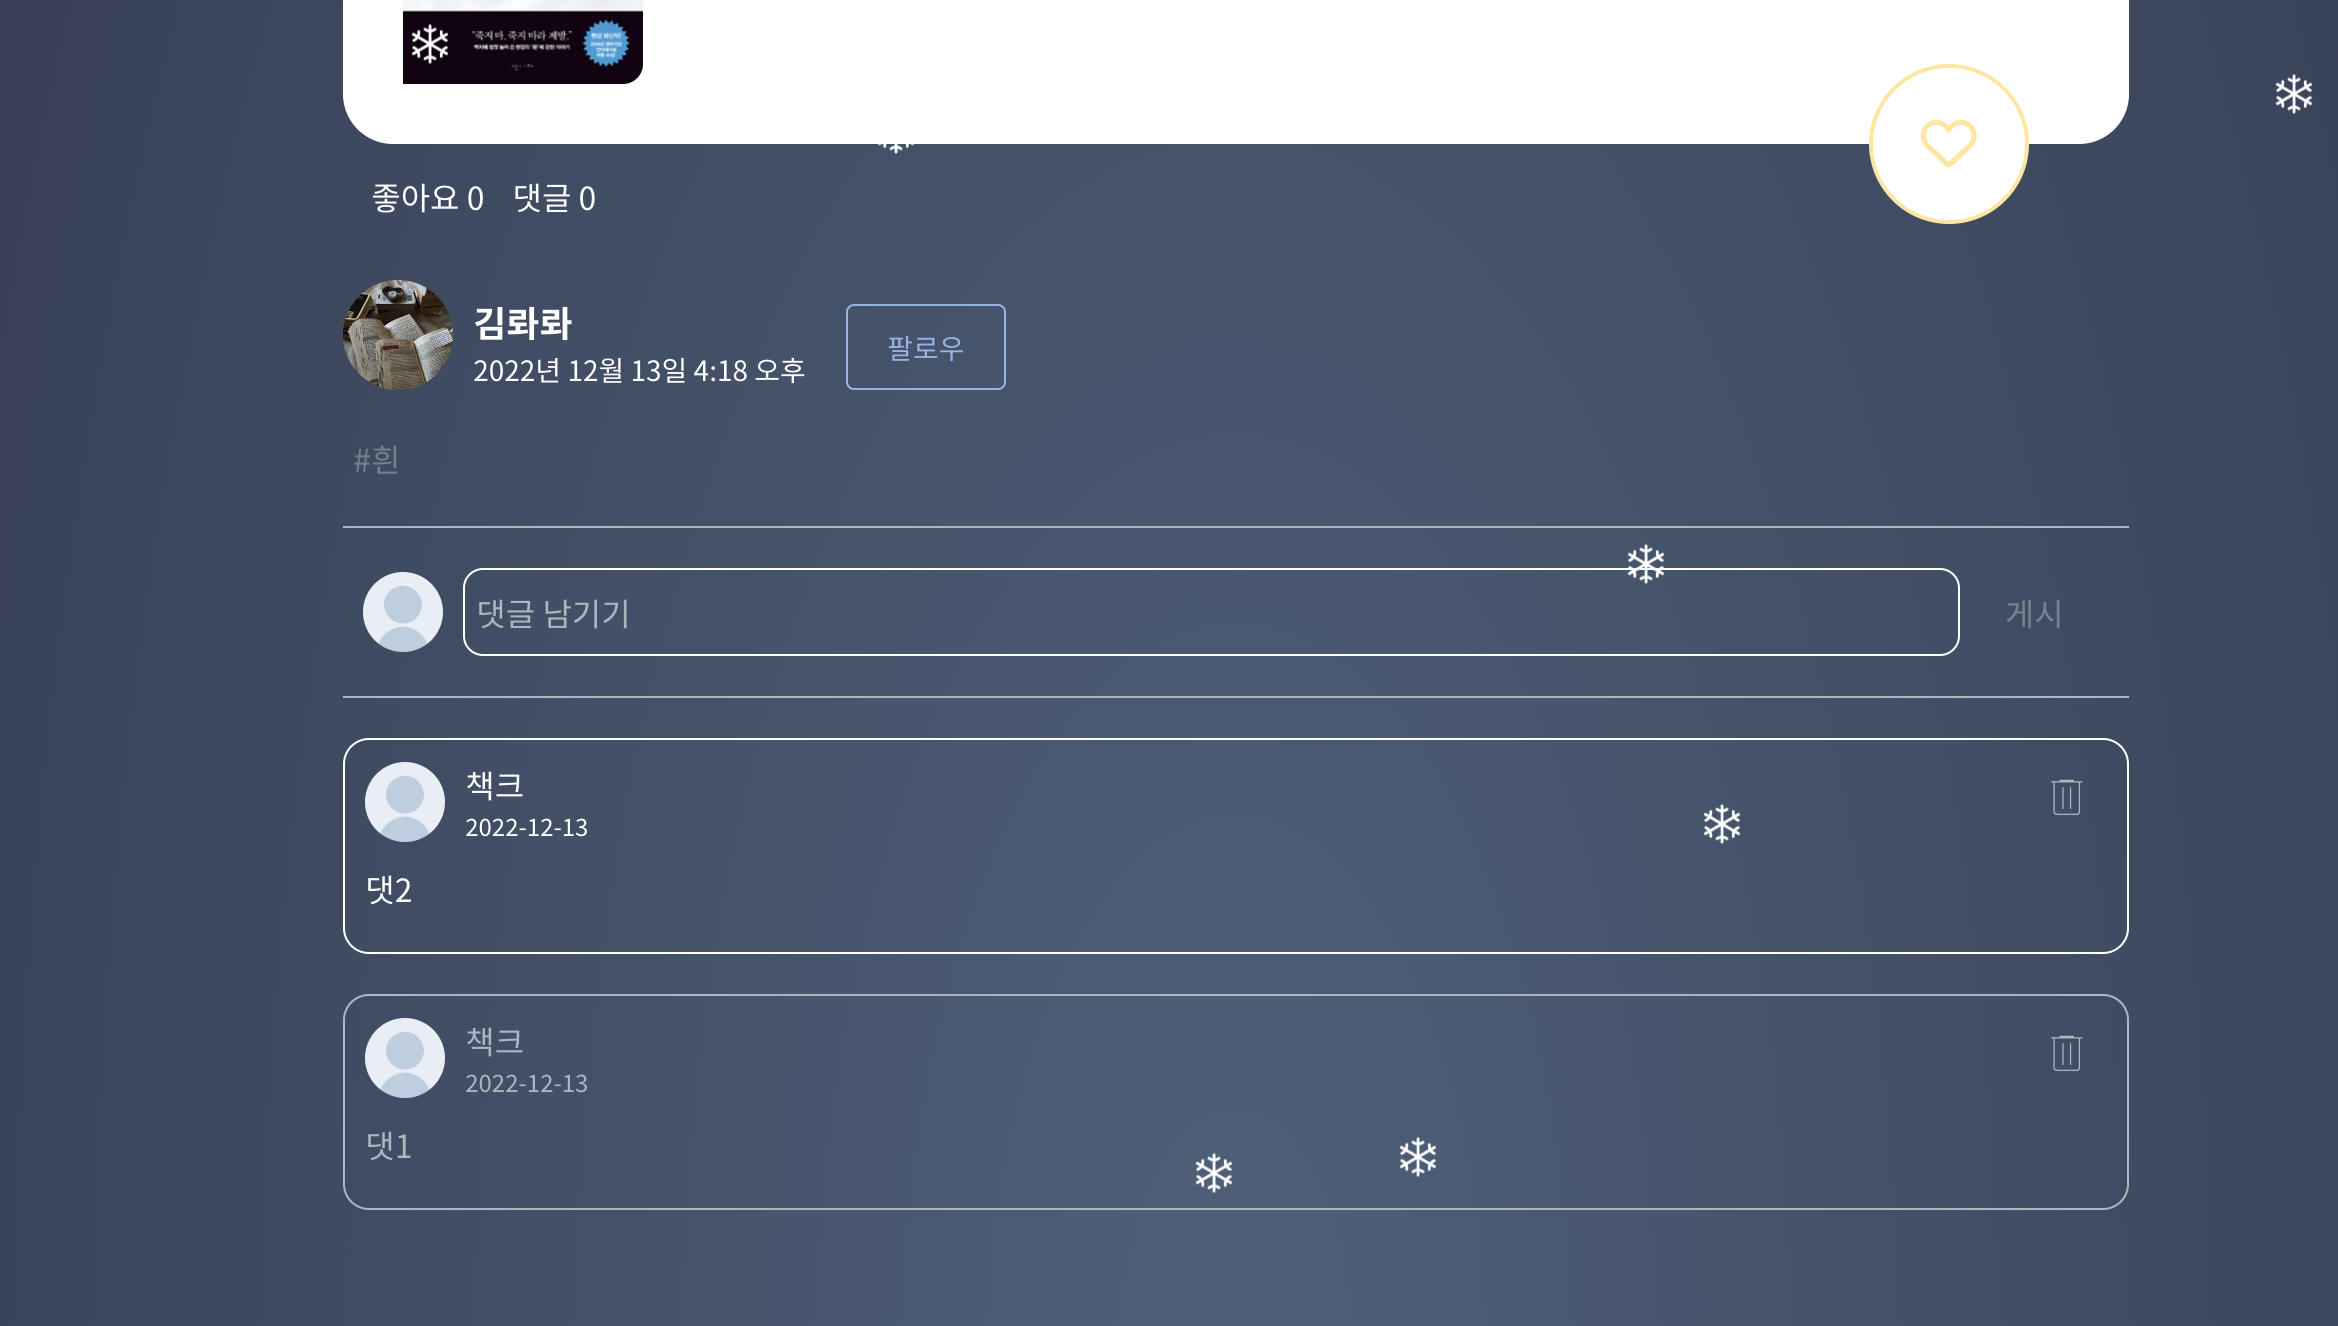 "죽지 마. 죽지 마라 제발."
좋아요 0 댓글 0
김롸롸
2022년 12월 13일 4:18 오후
팔로우
#흰
댓글 남기기
게시
책크
2022-12-13
댓2
책크
2022-12-13
댓1